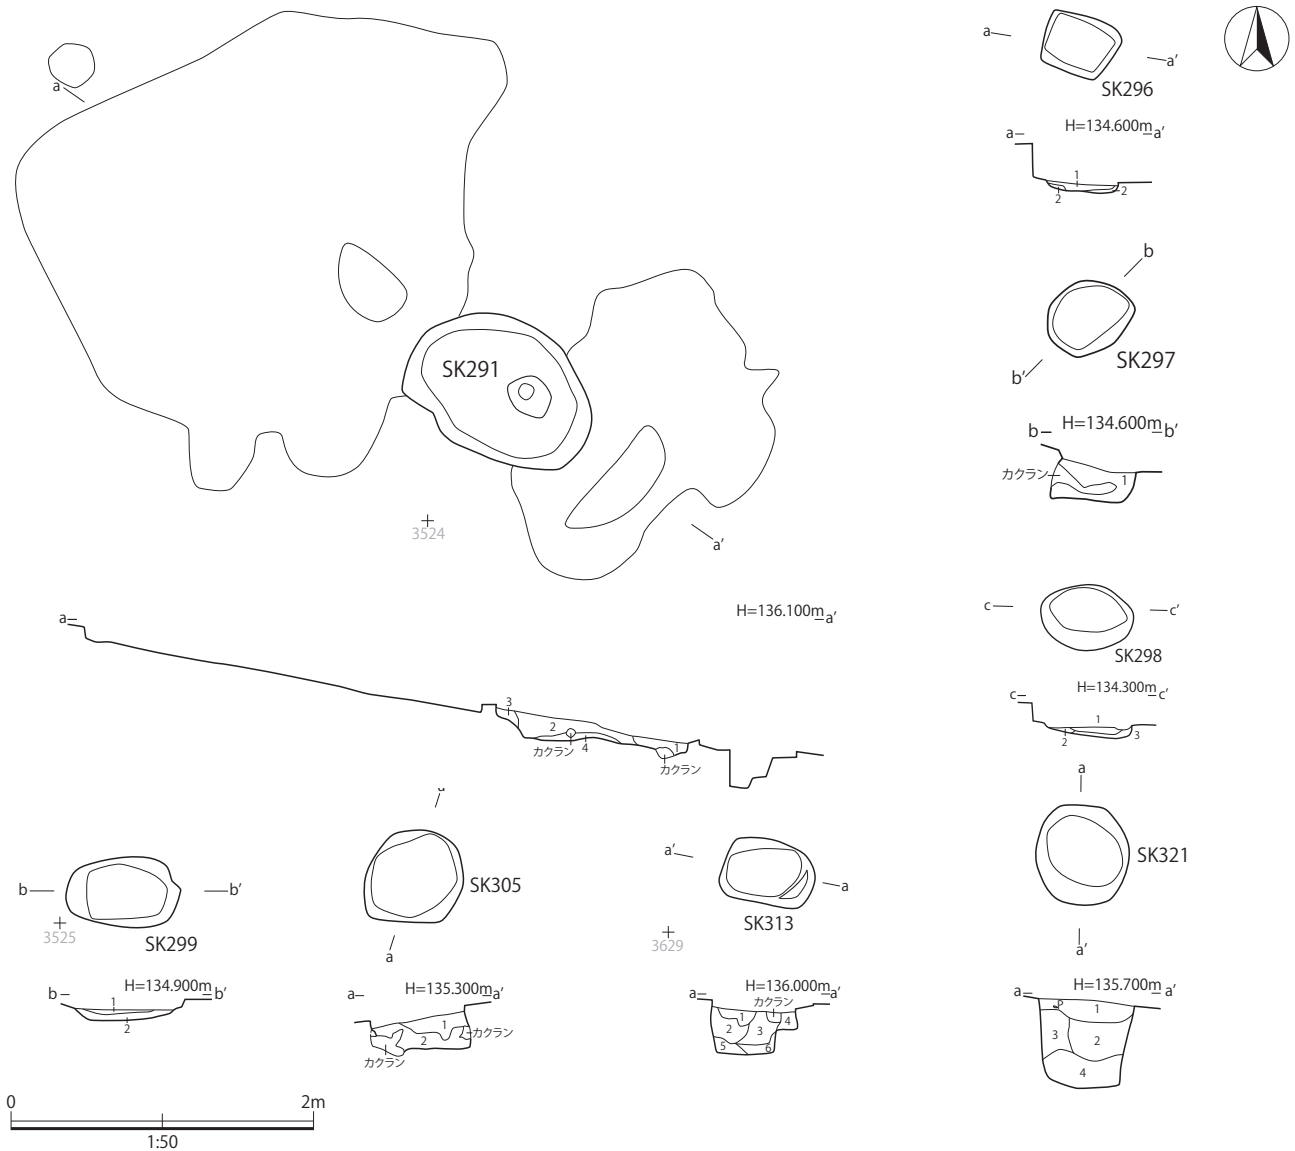 a
SK291
3524
a’
a
H=136.100m
a’
3
2
カクラン
4
1
カクラン
a
a’
SK296
a
H=134.600m
a’
1
2
2
b
b’
SK297
b
H=134.600m
b’
カクラン
1
c
c’
SK298
c
H=134.300m
c’
1
2
3
b
b’
3525
SK299
b
H=134.900m
b’
1
2
SK305
a
a
H=135.300m
a’
1
2
カクラン
カクラン
a’
a
SK313
3629
a
H=136.000m
a’
カクラン
1
2
3
4
5
6
a
SK321
a’
a
H=135.700m
a’
P
1
2
3
4
0
2m
1:50